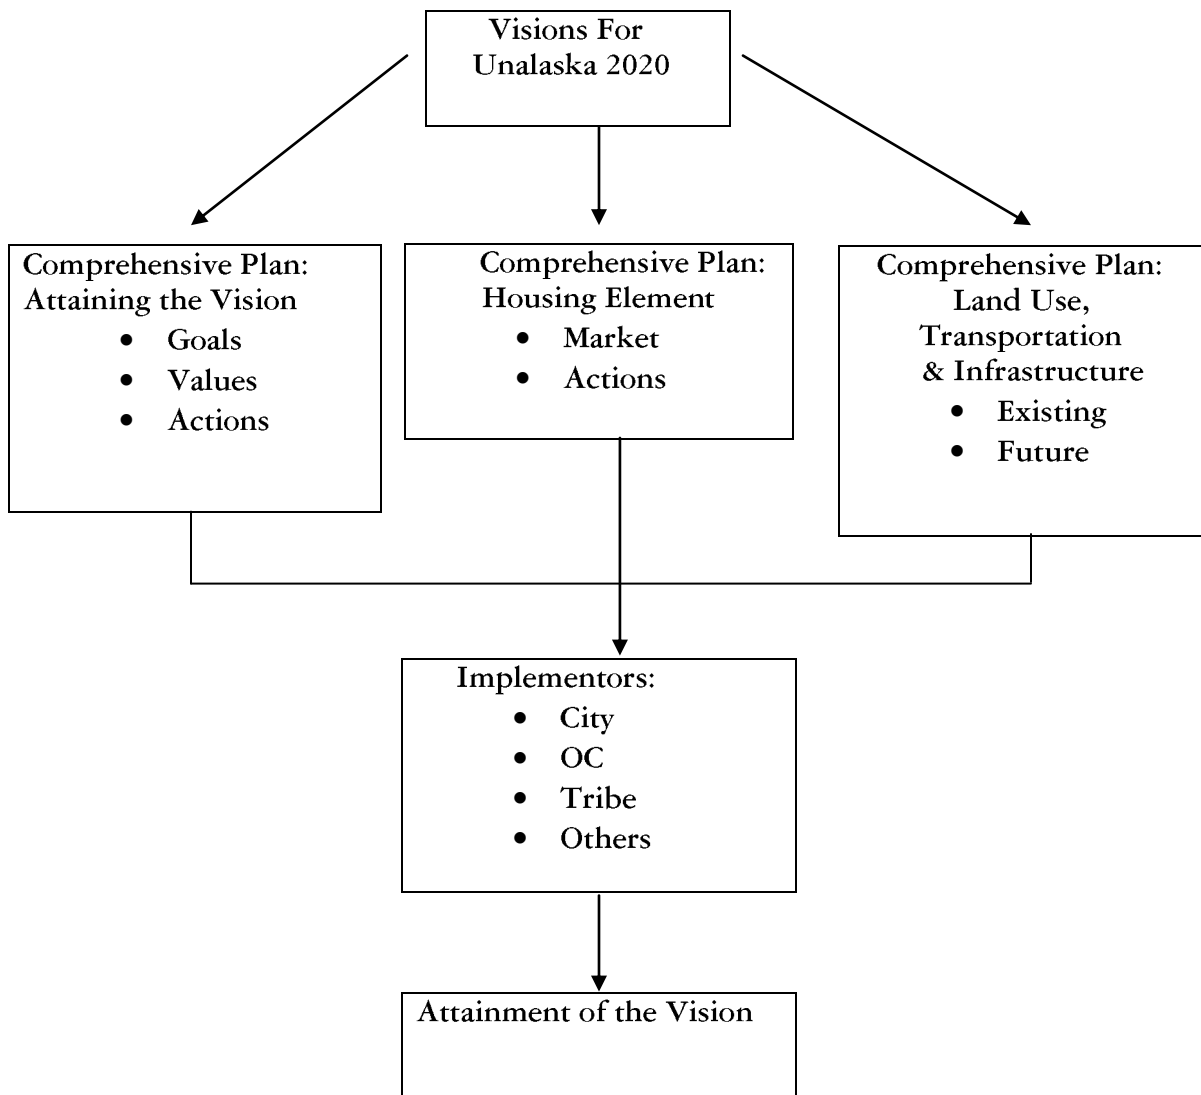 Visions For
Unalaska 2020
Comprehensive Plan:
Attaining the Vision
• Goals
• Values
• Actions
Comprehensive Plan:
Housing Element
• Market
• Actions
Comprehensive Plan:
Land Use,
Transportation
& Infrastructure
• Existing
• Future
Implementors:
• City
• OC
• Tribe
• Others
Attainment of the Vision